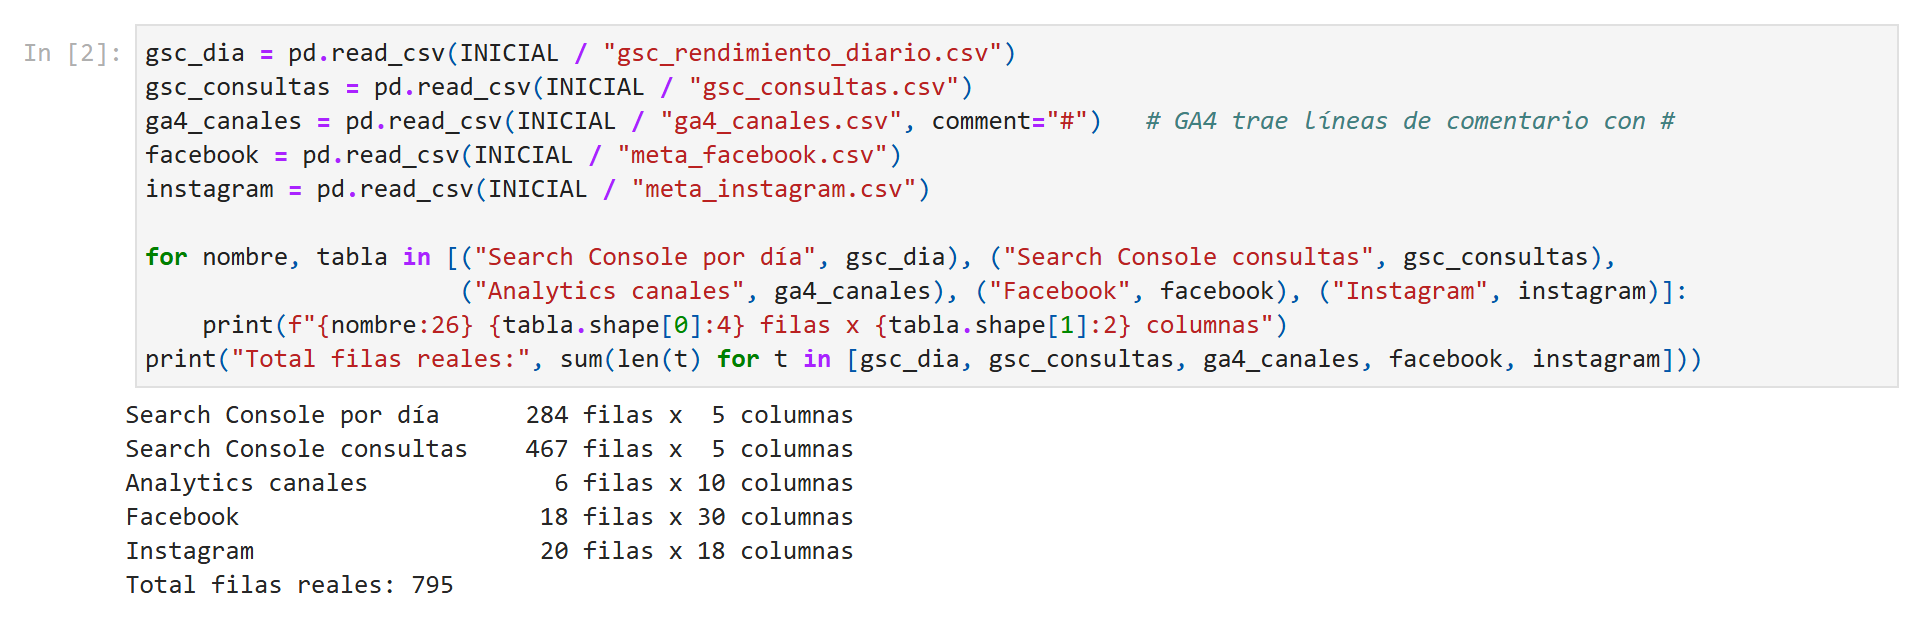 In [2]:
gsc_dia = pd.read_csv(INICIAL / "gsc_rendimiento_diario.csv")
gsc_consultas = pd.read_csv(INICIAL / "gsc_consultas.csv")
ga4_canales = pd.read_csv(INICIAL / "ga4_canales.csv", comment="#")   # GA4 trae líneas de comentario con #
facebook = pd.read_csv(INICIAL / "meta_facebook.csv")
instagram = pd.read_csv(INICIAL / "meta_instagram.csv")

for nombre, tabla in [("Search Console por día", gsc_dia), ("Search Console consultas", gsc_consultas),
                      ("Analytics canales", ga4_canales), ("Facebook", facebook), ("Instagram", instagram)]:
    print(f"{nombre:26} {tabla.shape[0]:4} filas x {tabla.shape[1]:2} columnas")
print("Total filas reales:", sum(len(t) for t in [gsc_dia, gsc_consultas, ga4_canales, facebook, instagram]))
Search Console por día      284 filas x  5 columnas
Search Console consultas    467 filas x  5 columnas
Analytics canales             6 filas x 10 columnas
Facebook                     18 filas x 30 columnas
Instagram                    20 filas x 18 columnas
Total filas reales: 795